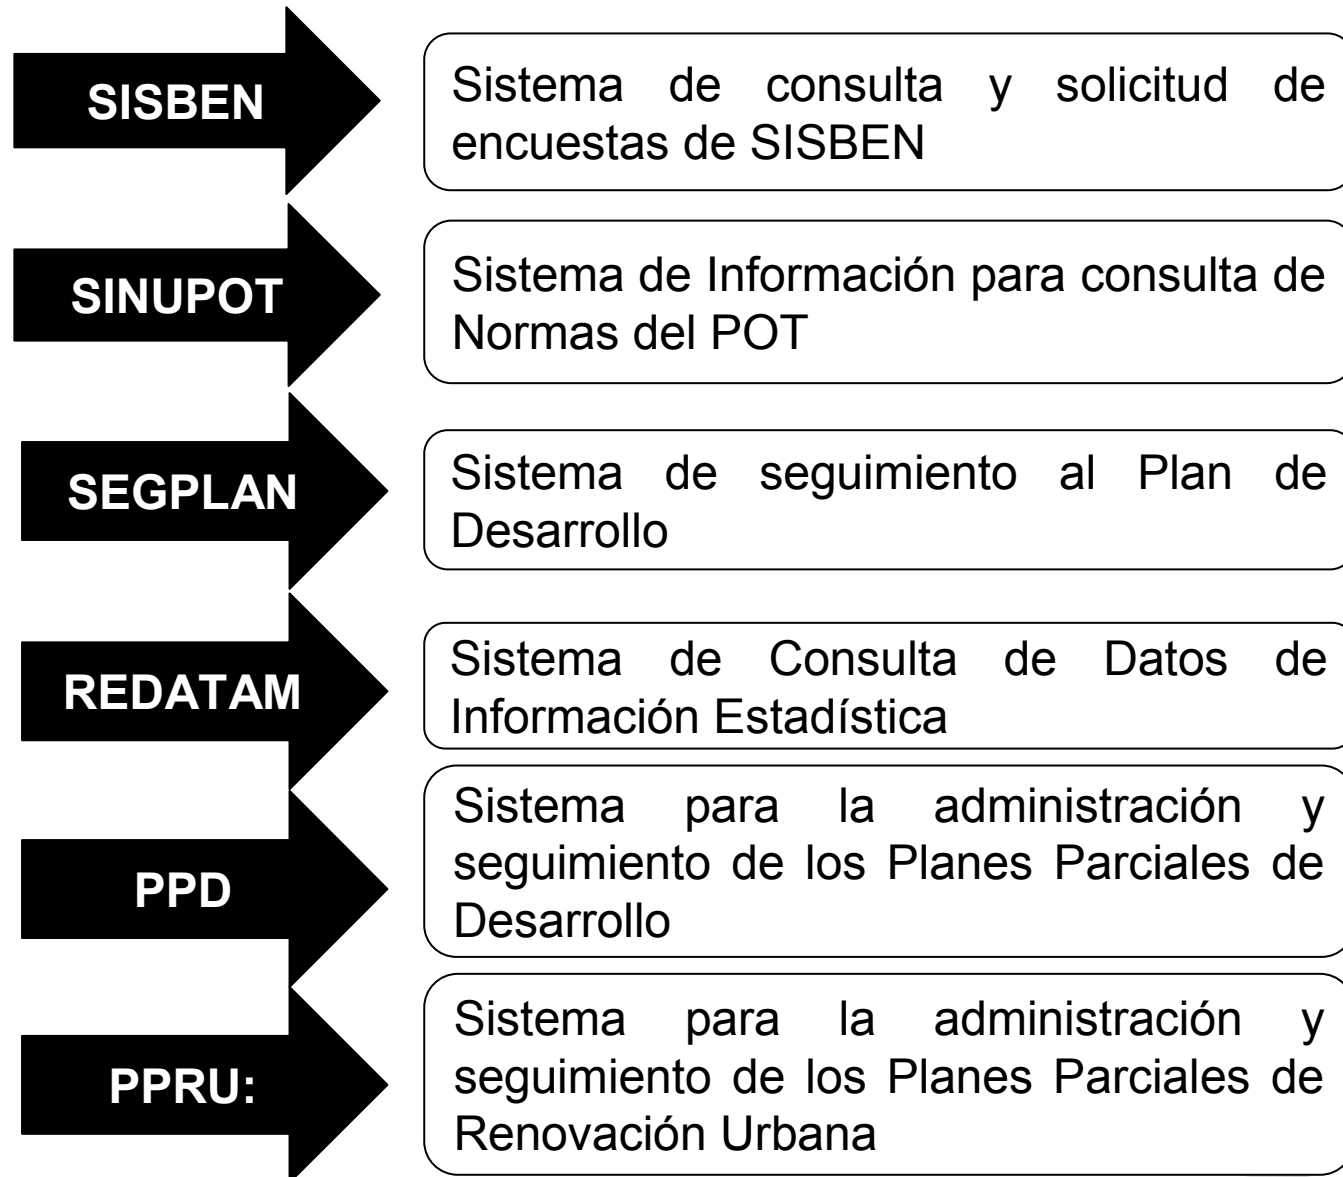 SISBEN
Sistema de consulta y solicitud de
encuestas de SISBEN
SINUPOT
Sistema de Información para consulta de
Normas del POT
SEGPLAN
Sistema de seguimiento al Plan de
Desarrollo
REDATAM
Sistema de Consulta de Datos de
Información Estadística
PPD
Sistema para la administración y
seguimiento de los Planes Parciales de
Desarrollo
PPRU:
Sistema para la administración y
seguimiento de los Planes Parciales de
Renovación Urbana